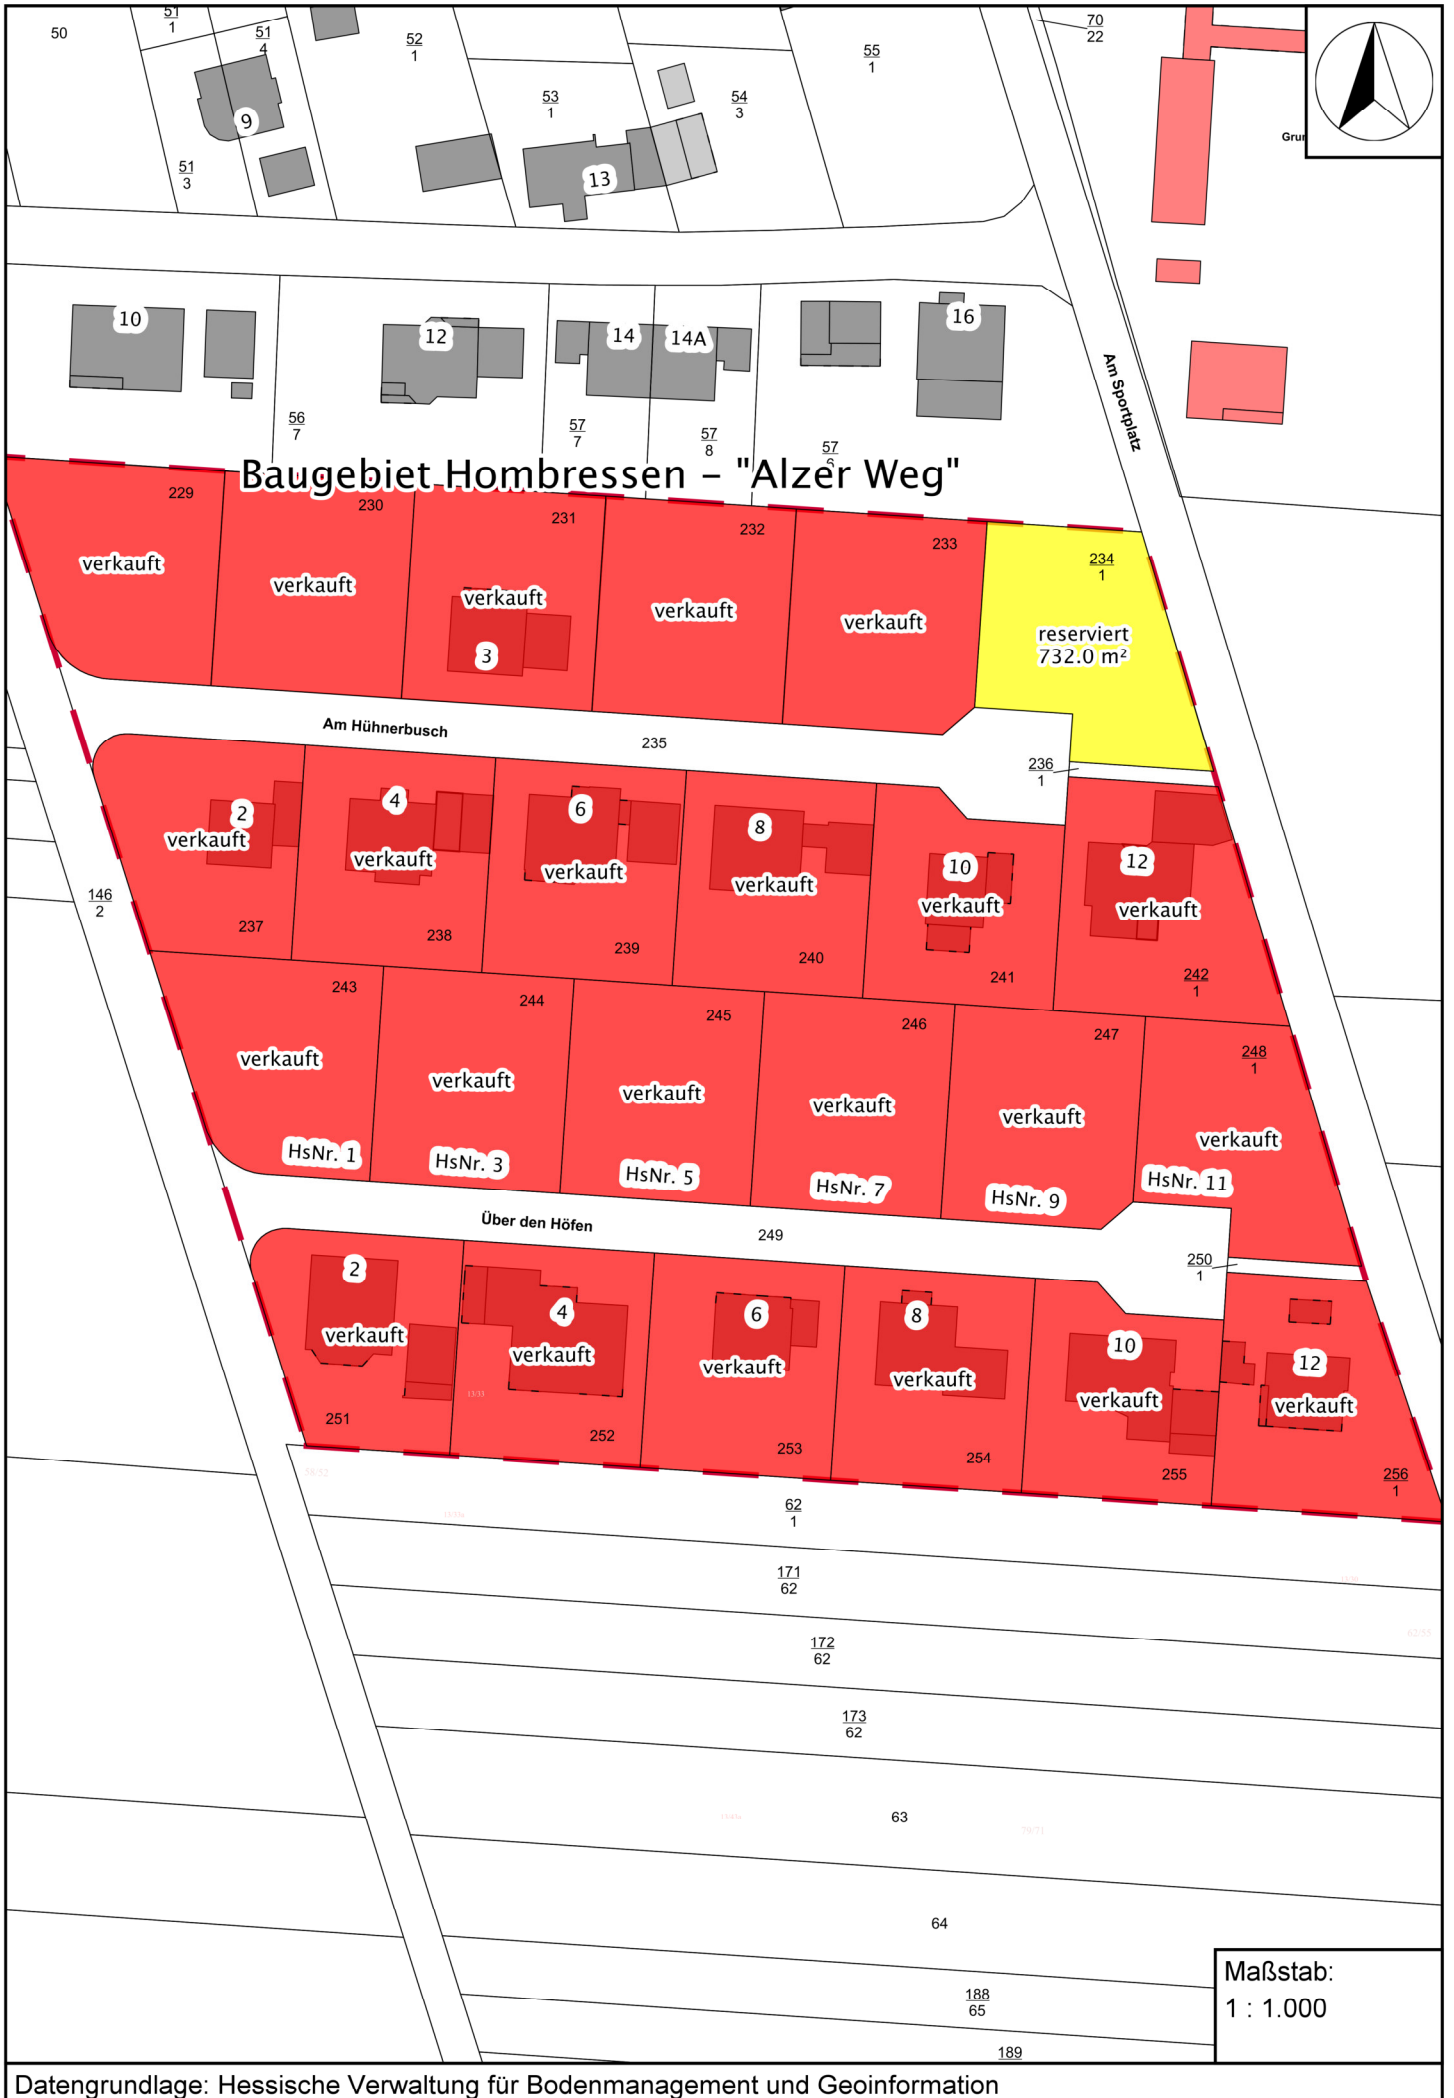 50
51
1
51
4
52
1
55
1
70
22
9
53
1
54
3
51
3
13
10
12
14
14A
16
Am Sportplatz
56
7
57
7
57
8
57
Baugebiet Hombressen – "Alzer Weg"
229
230
231
232
233
234
1
verkauft
verkauft
verkauft
verkauft
verkauft
reserviert
732.0 m²
3
Am Hühnerbusch
235
236
1
2
4
6
8
10
12
verkauft
verkauft
verkauft
verkauft
verkauft
verkauft
146
2
237
238
239
240
241
242
1
243
244
245
246
247
248
1
verkauft
verkauft
verkauft
verkauft
verkauft
verkauft
HsNr. 1
HsNr. 3
HsNr. 5
HsNr. 7
HsNr. 9
HsNr. 11
Über den Höfen
249
250
1
2
4
6
8
10
12
verkauft
verkauft
verkauft
verkauft
verkauft
verkauft
13/33
251
252
253
254
255
256
1
62
1
171
62
172
62
173
62
63
79/71
64
188
65
189
Maßstab:
1 : 1.000
Datengrundlage: Hessische Verwaltung für Bodenmanagement und Geoinformation